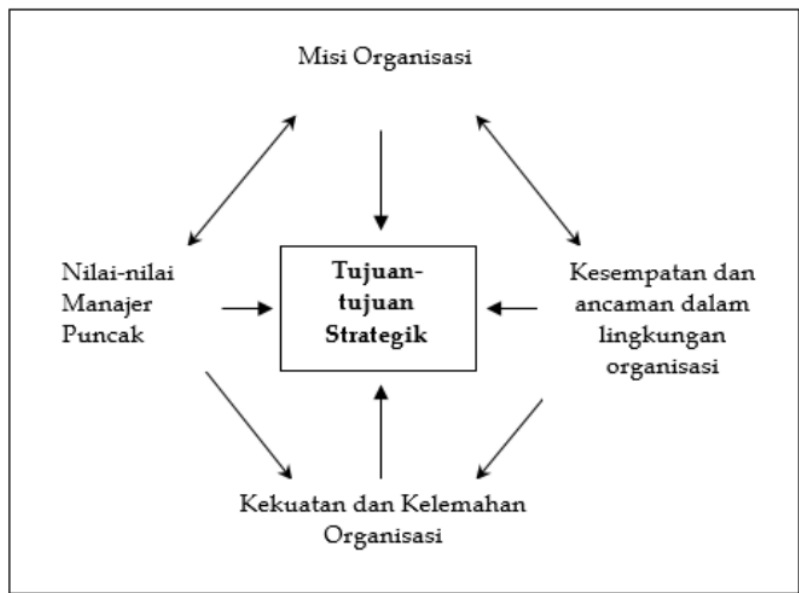 Misi Organisasi
Nilai-nilai
Manajer
Puncak
Tujuan-
tujuan
Strategik
Kesempatan dan
ancaman dalam
lingkungan
organisasi
Kekuatan dan Kelemahan
Organisasi